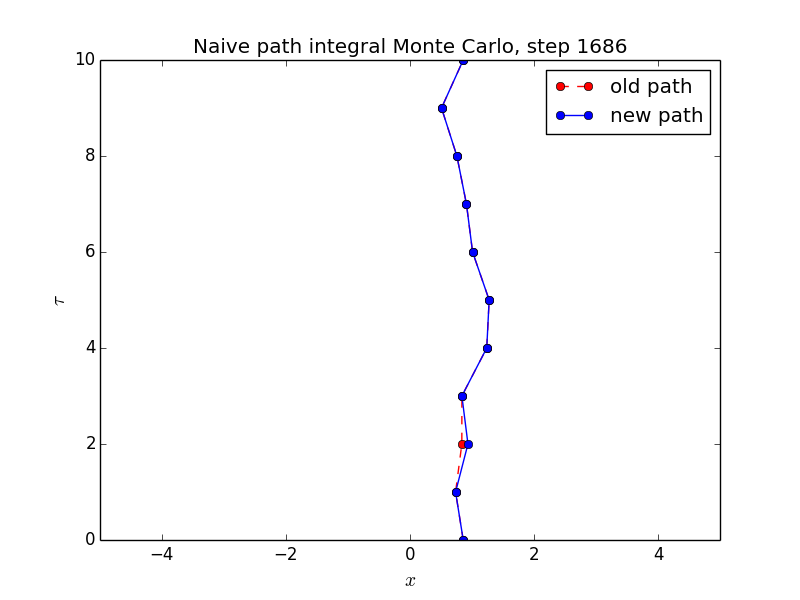 Naive path integral Monte Carlo, step 1686
old path
new path
10
8
6
4
2
0
τ
−4
−2
0
2
4
x